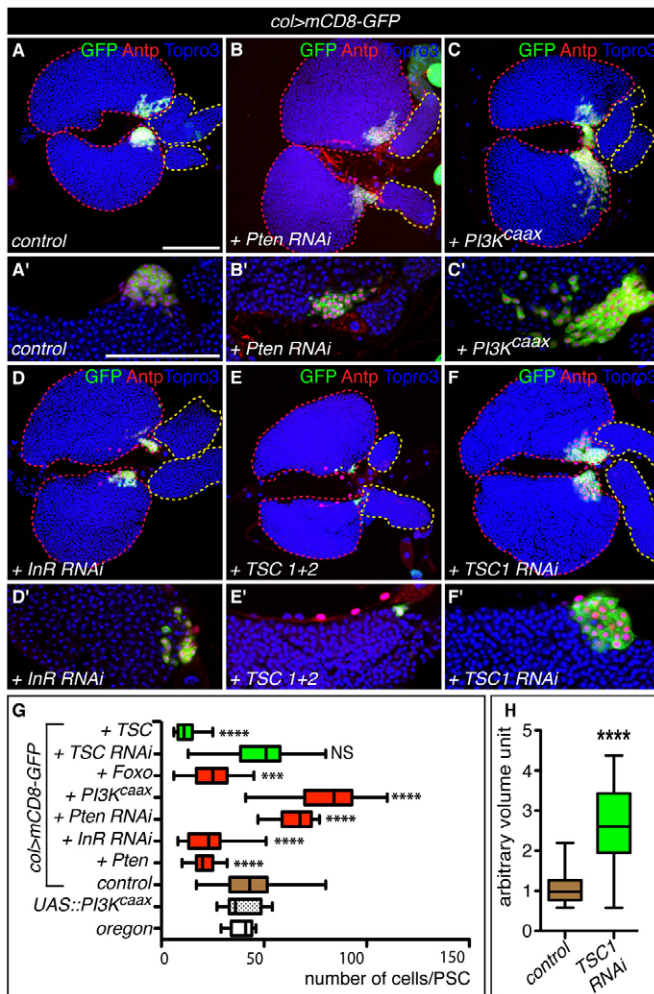 col>mCD8-GFP
A GFP Antp Topro3
B GFP Antp Topro3
C GFP Antp Topro3
control
+ Pten RNAi
+ PI3Kcaax
A'
B'
C'
control
+ Pten RNAi
+ PI3Kcaax
D GFP Antp Topro3
E GFP Antp Topro3
F GFP Antp Topro3
+ InR RNAi
+ TSC 1+2
+ TSC1 RNAi
D'
E'
F'
+ InR RNAi
+ TSC 1+2
+ TSC1 RNAi
G
col>mCD8-GFP
+ TSC ****
+ TSC RNAi NS
+ Foxo ***
+ PI3Kcaax ****
+ Pten RNAi ****
+ InR RNAi ****
+ Pten ****
control
UAS::PI3Kcaax
oregon
0 50 100 150
number of cells/PSC
H
arbitrary volume unit
5
4
3
2
1
0
****
control
TSC1 RNAi